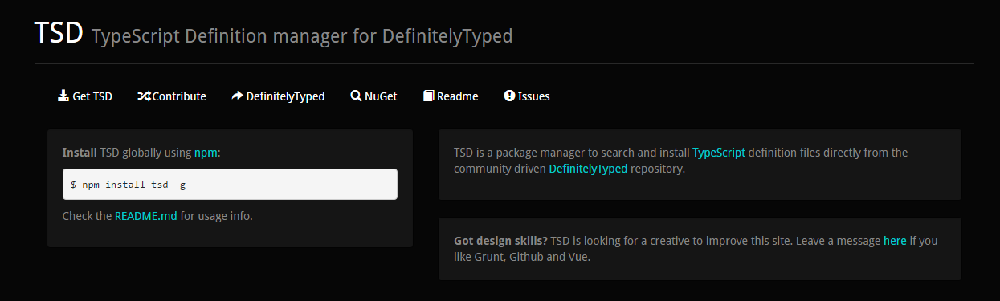 TSD TypeScript Definition manager for DefinitelyTyped
Get TSD Contribute DefinitelyTyped NuGet Readme Issues
Install TSD globally using npm:
$ npm install tsd -g
Check the README.md for usage info.
TSD is a package manager to search and install TypeScript definition files directly from the
community driven DefinitelyTyped repository.
Got design skills? TSD is looking for a creative to improve this site. Leave a message here if you
like Grunt, Github and Vue.